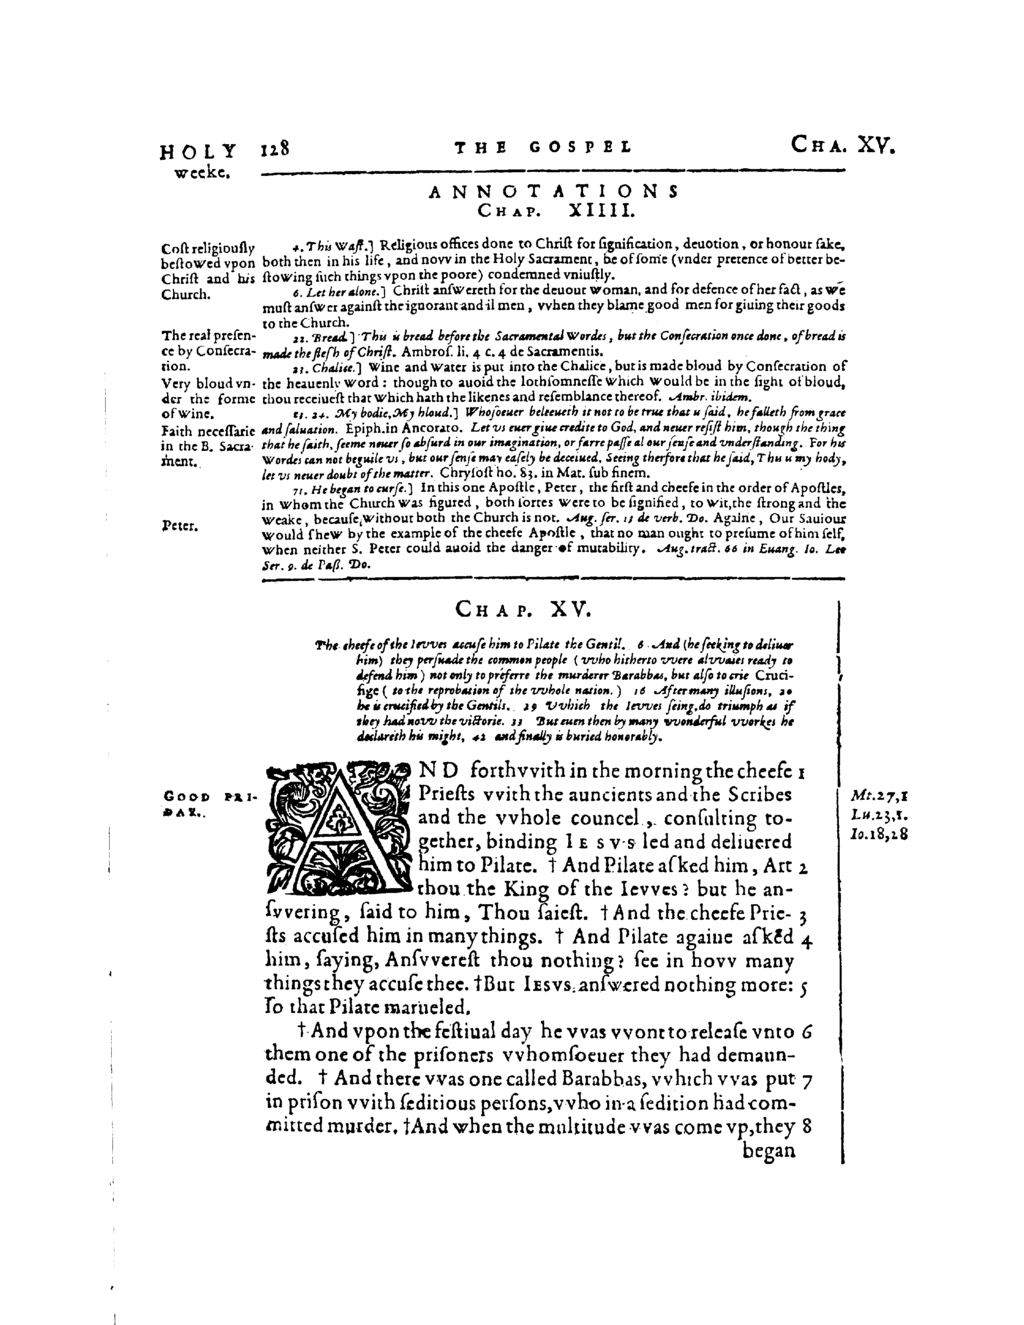 HOLY weeke. 128 THE GOSPEL CHA. XV.
ANNOTATIONS
CHAP. XIIII.
Coſt religiouſly
beſtowed vpon
Chriſt and his
Church.
4. This Waſt.] Religious offices done to Chriſt for ſignification, deuotion, or honour ſake,
both then in his life, and novv in the Holy Sacrament, be of ſome (vnder pretence of better be-
ſtowing ſuch things vpon the poore) condemned vniuſtly.
6. Let her alone.] Chriſt anſwereth for the deuout woman, and for defence of her fact, as we
muſt anſwer againſt the ignorant and il men, vvhen they blame good men for giuing their goods
to the Church.
The real preſen-
ce by Conſecra-
tion.
22. Bread.] This is bread before the Sacramental Wordes, but the Conſecration once done, of bread is
made the fleſh of Chriſt. Ambroſ. li. 4 c. 4 de Sacramentis.
Very bloud vn-
der the forme
of wine.
23. Chalice.] Wine and Water is put into the Chalice, but is made bloud by Conſecration of
the heauenly word: though to auoid the lothſomneſſe which would be in the ſight of bloud,
thou receiueſt that which hath the likenes and reſemblance thereof. Ambr. ibidem.
Faith neceſſarie
in the B. Sacra-
ment.
22. 24. My bodie, My bloud.] Whoſoeuer beleeueth it not to be true that is ſaid, he falleth from grace
and ſaluation. Epiph. in Ancorato. Let vs euer giue credite to God, and neuer reſiſt him, though the thing
that he ſaith, ſeeme neuer ſo abſurd in our imagination, or farre paſſe al our ſenſe and vnderſtanding. For his
Wordes can not beguile vs, but our ſenſe may eaſely be deceiued. Seeing therfore that he ſaid, This is my body,
let vs neuer doubt of the matter. Chryſoſt ho. 83. in Mat. ſub finem.
Peter.
71. He began to curſe.] In this one Apoſtle, Peter, the firſt and cheefe in the order of Apoſtles,
in whom the Church was figured, both ſortes were to be ſignified, to wit, the ſtrong and the
weake, becauſe without both the Church is not. Aug. ſer. 13 de verb. Do. Againe, Our Sauiour
would ſhew by the example of the cheefe Apoſtle, that no man ought to preſume of him ſelf,
when neither S. Peter could auoid the danger of mutability. Aug. tract. 66 in Euang. Io. Leo
Ser. 9. de Paſ. Do.
CHAP. XV.
The cheefe of the Ievves accuſe him to Pilate the Gentil. 6 And (he ſeeking to deliuer
him) they perſuade the common people (vvho hitherto vvere alvvaies ready to
defend him) not only to preferre the murderer Barabbas, but alſo to crie Cruci-
fige (to the reprobation of the vvhole nation.) 16 After many illuſions, 20
he is crucified by the Gentils. 29 VVhich the Ievves ſeing, do triumph as if
they had novv the victorie. 33 But euen then by many vvonderful vvorkes he
declareth his might, 42 and finally is buried honorably.
GOOD FRI-
DAY.
AND forthvvith in the morning the cheefe 1
Prieſts vvith the auncients and the Scribes
and the vvhole councel, conſulting to-
gether, binding IESVS led and deliuered
him to Pilate. † And Pilate aſked him, Art 2
thou the King of the Ievves? but he an-
ſvvering, ſaid to him, Thou ſaieſt. † And the cheefe Prie- 3
ſts accuſed him in many things. † And Pilate againe aſked 4
him, ſaying, Anſvvereſt thou nothing? ſee in hovv many
things they accuſe thee. † But IESVS anſwered nothing more: 5
ſo that Pilate marueled.
† And vpon the feſtiual day he vvas vvont to releaſe vnto 6
them one of the priſoners vvhomſoeuer they had demaun-
ded. † And there vvas one called Barabbas, vvhich vvas put 7
in priſon vvith ſeditious perſons, vvho in a ſedition had com-
mitted murder. † And when the multitude vvas come vp, they 8
began
Mt. 27,1
Lu. 23,1.
Io. 18,28